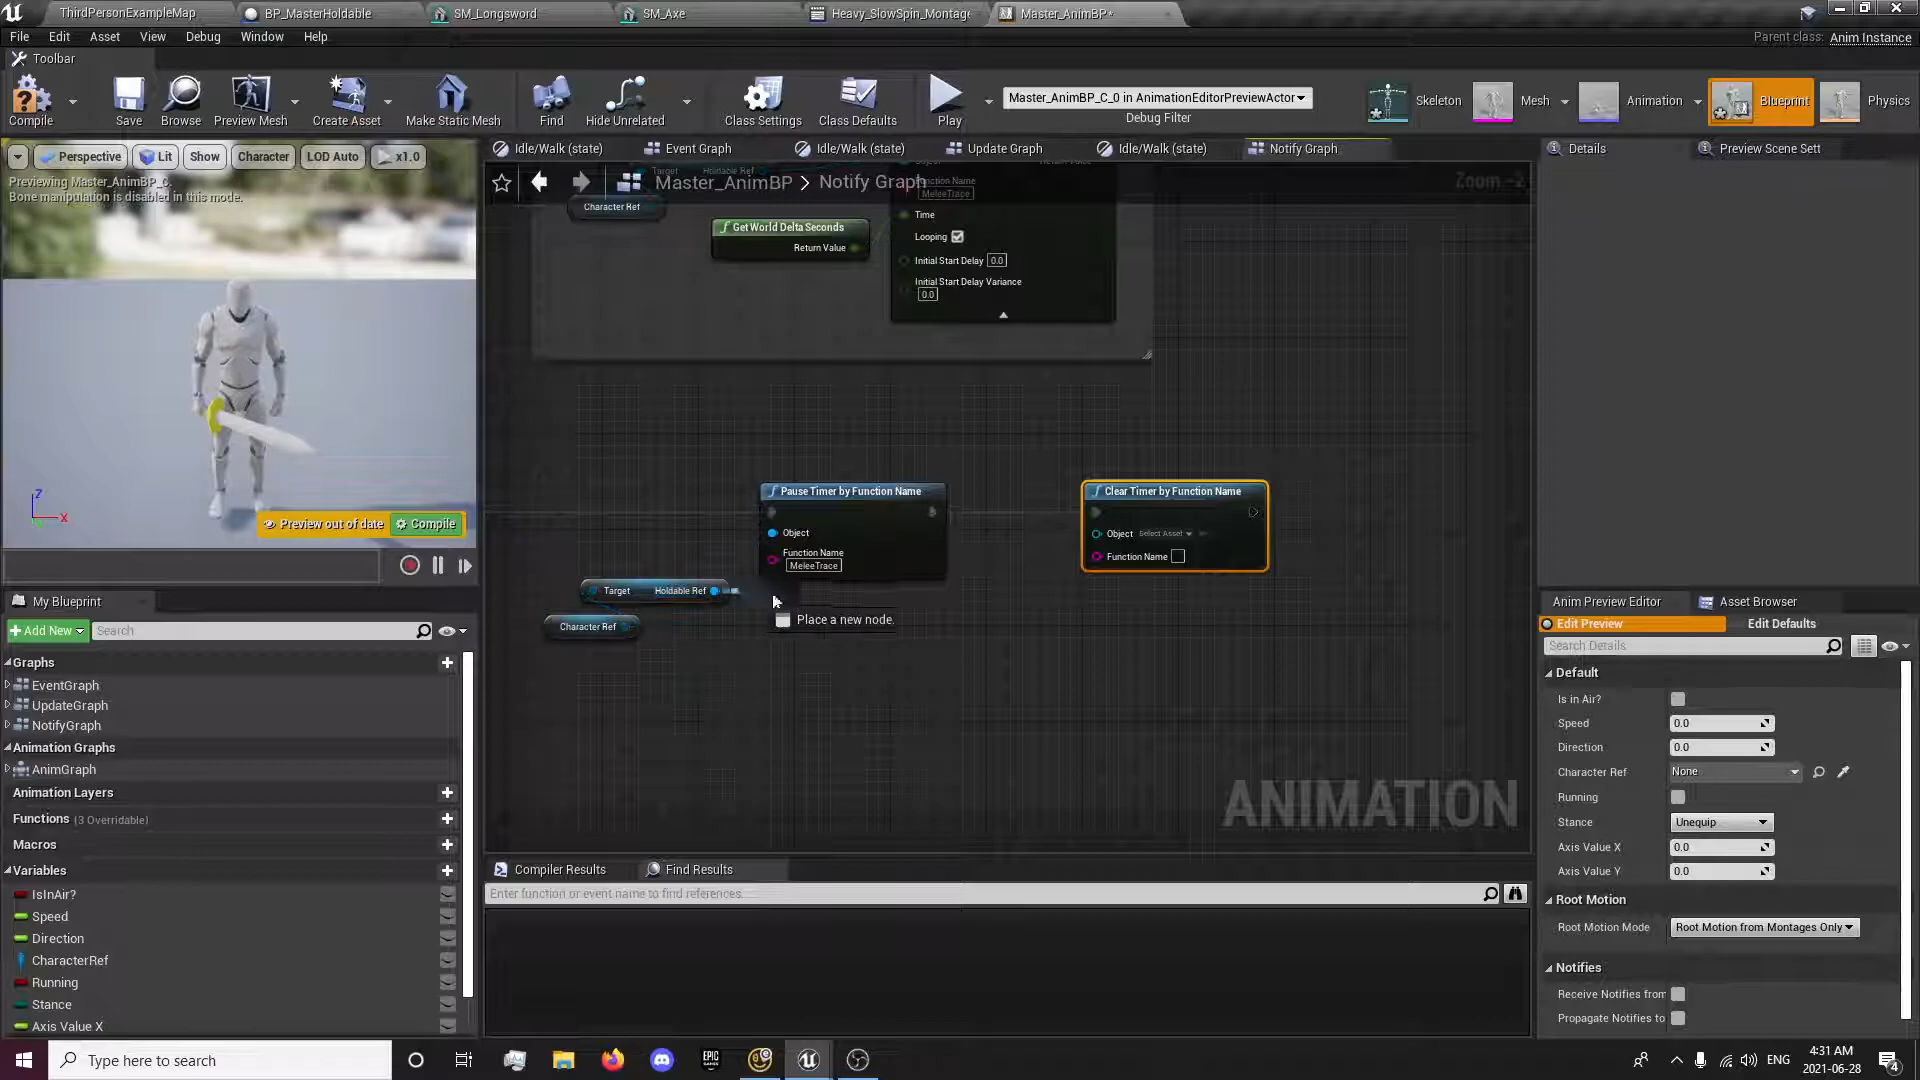 ThirdPersonExampleMap
BP_MasterHoldable
SM_Longsword
SM_Axe
Heavy_SlowSpin_Montage
Master_AnimBP*
File Edit Asset View Debug Window Help
Parent class: Anim Instance
Toolbar
Compile
Save
Browse
Preview Mesh
Create Asset
Make Static Mesh
Find
Hide Unrelated
Class Settings
Class Defaults
Play
Master_AnimBP_C_0 in AnimationEditorPreviewActor
Debug Filter
Skeleton
Mesh
Animation
Blueprint
Physics
Perspective
Lit
Show
Character
LOD Auto
x1.0
Previewing Master_AnimBP_C.
Bone manipulation is disabled in this mode.
Z
X
Preview out of date
Compile
Idle/Walk (state)
Event Graph
Idle/Walk (state)
Update Graph
Idle/Walk (state)
Notify Graph
Master_AnimBP > Notify Graph
Zoom -2
Target
Holdable Ref
Character Ref
Get World Delta Seconds
Return Value
Function Name
MeleeTrace
Time
Looping
Initial Start Delay 0.0
Initial Start Delay Variance
0.0
Pause Timer by Function Name
Object
Function Name
MeleeTrace
Clear Timer by Function Name
Object Select Asset
Function Name
Target Holdable Ref
Character Ref
Place a new node.
ANIMATION
My Blueprint
Add New
Search
Graphs
EventGraph
UpdateGraph
NotifyGraph
Animation Graphs
AnimGraph
Animation Layers
Functions (3 Overridable)
Macros
Variables
IsInAir?
Speed
Direction
CharacterRef
Running
Stance
Axis Value X
Compiler Results
Find Results
Enter function or event name to find references.
Details
Preview Scene Sett
Anim Preview Editor
Asset Browser
Edit Preview
Edit Defaults
Search Details
Default
Is in Air?
Speed 0.0
Direction 0.0
Character Ref None
Running
Stance Unequip
Axis Value X 0.0
Axis Value Y 0.0
Root Motion
Root Motion Mode Root Motion from Montages Only
Notifies
Receive Notifies from
Propagate Notifies to
Type here to search
EPIC
GAMES
ENG
4:31 AM
2021-06-28
4